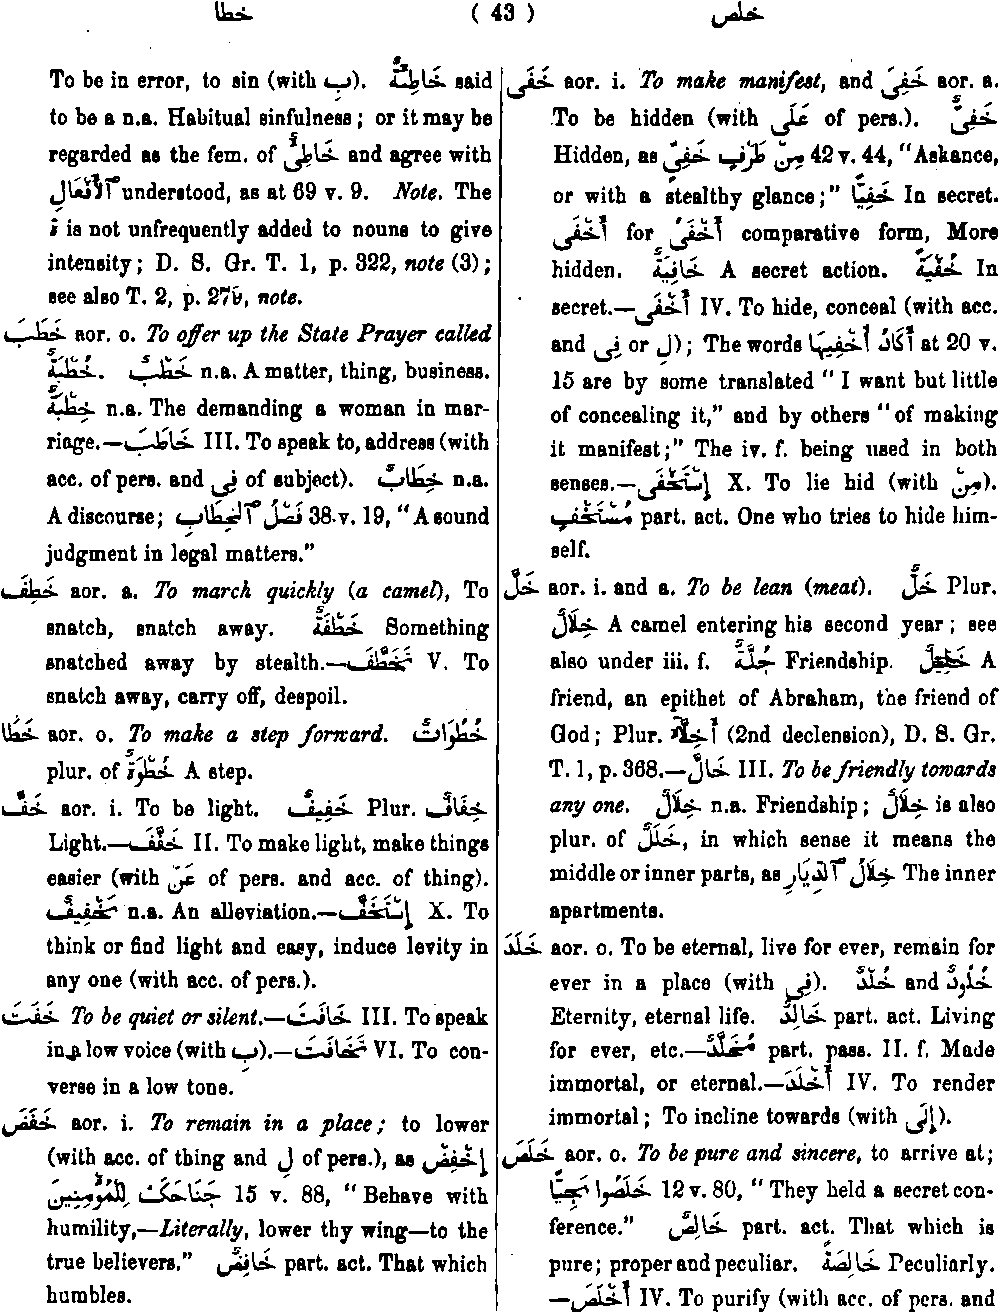 خطا ( 43 ) خلص
To be in error, to sin (with بِ). خَاطِئَةٌ said
to be a n.a. Habitual sinfulness; or it may be
regarded as the fem. of خَاطِئٌ and agree with
اَلْأَفْعَالِ understood, as at 69 v. 9. Note. The
ة is not unfrequently added to nouns to give
intensity; D. S. Gr. T. 1, p. 322, note (3);
see also T. 2, p. 279, note.
خَطَبَ aor. o. To offer up the State Prayer called
خُطْبَةٌ. خَطْبٌ n.a. A matter, thing, business.
خِطْبَةٌ n.a. The demanding a woman in mar-
riage.—خَاطَبَ III. To speak to, address (with
acc. of pers. and فِى of subject). خِطَابٌ n.a.
A discourse; فَصْلَ ٱلْخِطَابِ 38 v. 19, “A sound
judgment in legal matters.”
خَطِفَ aor. a. To march quickly (a camel), To
snatch, snatch away. خَطْفَةٌ Something
snatched away by stealth.—تَخَطَّفَ V. To
snatch away, carry off, despoil.
خَطَا aor. o. To make a step forward. خُطُوَاتٌ
plur. of خُطْوَةٌ A step.
خَفَّ aor. i. To be light. خَفِيفٌ Plur. خِفَافٌ
Light.—خَفَّفَ II. To make light, make things
easier (with عَنْ of pers. and acc. of thing).
تَخْفِيفٌ n.a. An alleviation.—إِسْتَخَفَّ X. To
think or find light and easy, induce levity in
any one (with acc. of pers.).
خَفَتَ To be quiet or silent.—خَافَتَ III. To speak
in a low voice (with بِ).—تَخَافَتَ VI. To con-
verse in a low tone.
خَفَضَ aor. i. To remain in a place; to lower
(with acc. of thing and لِ of pers.), as إِخْفِضْ
جَنَاحَكَ لِلْمُؤْمِنِينَ 15 v. 88, “Behave with
humility,—Literally, lower thy wing—to the
true believers.” خَافِضٌ part. act. That which
humbles.
خَفَى aor. i. To make manifest, and خَفِىَ aor. a.
To be hidden (with عَلَى of pers.). خَفِىٌّ
Hidden, as مِنْ طَرْفٍ خَفِىٍّ 42 v. 44, “Askance,
or with a stealthy glance;” خَفِيًّا In secret.
أَخْفَى for أَخْفَىُ comparative form, More
hidden. خَافِيَةٌ A secret action. خُفْيَةً In
secret.—أَخْفَى IV. To hide, conceal (with acc.
and فِى or لِ); The words أَكَادُ أُخْفِيهَا at 20 v.
15 are by some translated “I want but little
of concealing it,” and by others “of making
it manifest;” The iv. f. being used in both
senses.—إِسْتَخْفَى X. To lie hid (with مِنْ).
مُسْتَخْفٍ part. act. One who tries to hide him-
self.
خَلَّ aor. i. and a. To be lean (meat). خَلٌّ Plur.
خِلَالٌ A camel entering his second year; see
also under iii. f. خُلَّةٌ Friendship. خَلِيلٌ A
friend, an epithet of Abraham, the friend of
God; Plur. أَخِلَّاءُ (2nd declension), D. S. Gr.
T. 1, p. 368.—خَالَّ III. To be friendly towards
any one. خِلَالٌ n.a. Friendship; خِلَالٌ is also
plur. of خَلَلٌ, in which sense it means the
middle or inner parts, as خِلَالَ ٱلدِّيَارِ The inner
apartments.
خَلَدَ aor. o. To be eternal, live for ever, remain for
ever in a place (with فِى). خُلْدٌ and خُلُودٌ
Eternity, eternal life. خَالِدٌ part. act. Living
for ever, etc.—مُخَلَّدٌ part. pass. II. f. Made
immortal, or eternal.—أَخْلَدَ IV. To render
immortal; To incline towards (with إِلَى).
خَلَصَ aor. o. To be pure and sincere, to arrive at;
خَلَصُوا نَجِيًّا 12 v. 80, “They held a secret con-
ference.” خَالِصٌ part. act. That which is
pure; proper and peculiar. خَالِصَةً Peculiarly.
—أَخْلَصَ IV. To purify (with acc. of pers. and